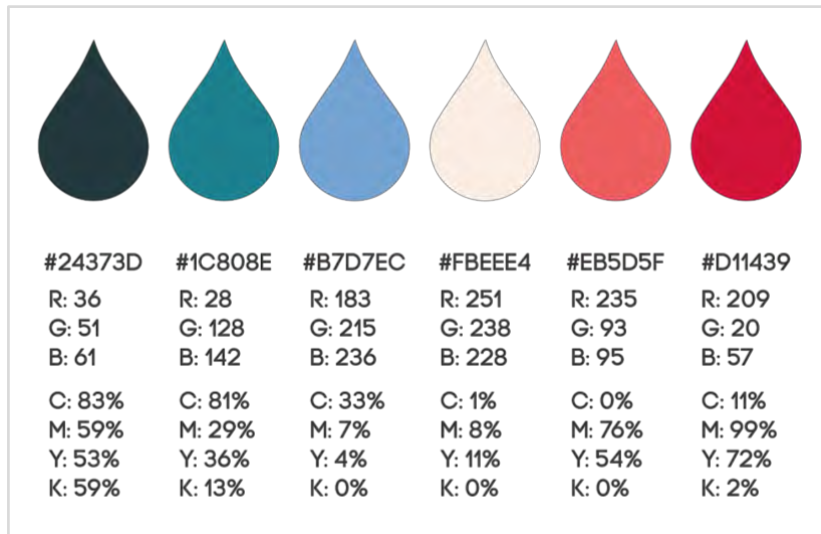 #24373D
R: 36
G: 51
B: 61
C: 83%
M: 59%
Y: 53%
K: 59%
#1C808E
R: 28
G: 128
B: 142
C: 81%
M: 29%
Y: 36%
K: 13%
#B7D7EC
R: 183
G: 215
B: 236
C: 33%
M: 7%
Y: 4%
K: 0%
#FBEEE4
R: 251
G: 238
B: 228
C: 1%
M: 8%
Y: 11%
K: 0%
#EB5D5F
R: 235
G: 93
B: 95
C: 0%
M: 76%
Y: 54%
K: 0%
#D11439
R: 209
G: 20
B: 57
C: 11%
M: 99%
Y: 72%
K: 2%